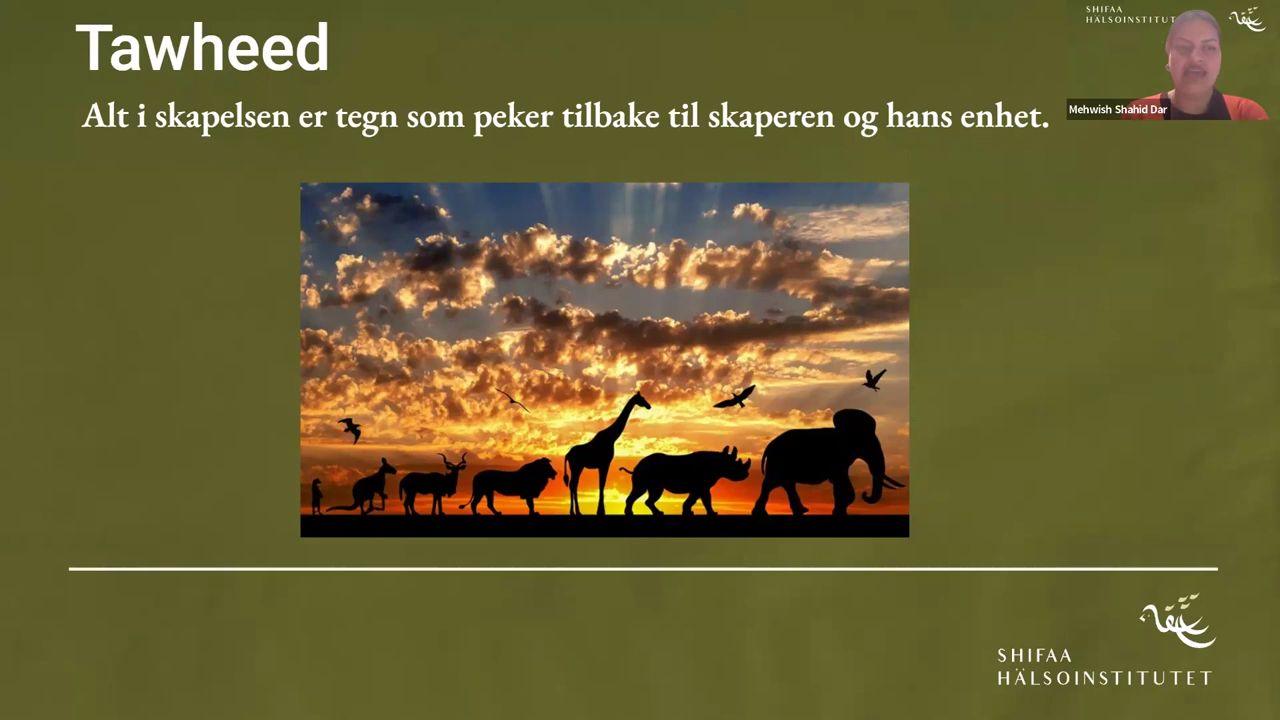 Tawheed
Alt i skapelsen er tegn som peker tilbake til skaperen og hans enhet.
SHIFAA
HÄLSOINSTITUT
Mehwish Shahid Dar
SHIFAA
HÄLSOINSTITUTET